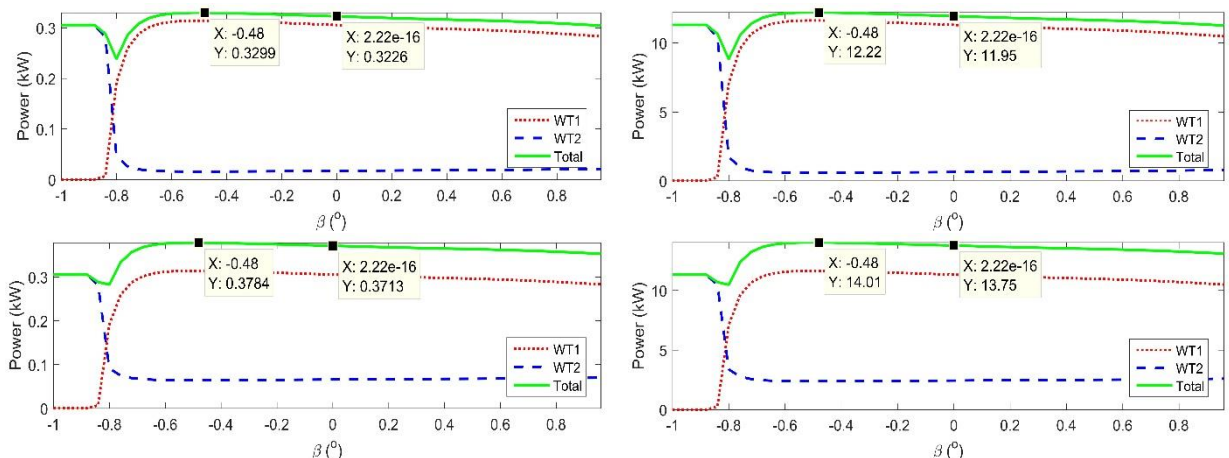 Power (kW)
0.3
0.2
0.1
0
X: -0.48
Y: 0.3299
X: 2.22e-16
Y: 0.3226
WT1
WT2
Total
-1 -0.8 -0.6 -0.4 -0.2 0 0.2 0.4 0.6 0.8
β (°)
Power (kW)
10
5
0
X: -0.48
Y: 12.22
X: 2.22e-16
Y: 11.95
WT1
WT2
Total
-1 -0.8 -0.6 -0.4 -0.2 0 0.2 0.4 0.6 0.8
β (°)
Power (kW)
0.3
0.2
0.1
0
X: -0.48
Y: 0.3784
X: 2.22e-16
Y: 0.3713
WT1
WT2
Total
-1 -0.8 -0.6 -0.4 -0.2 0 0.2 0.4 0.6 0.8
β (°)
Power (kW)
10
5
0
X: -0.48
Y: 14.01
X: 2.22e-16
Y: 13.75
WT1
WT2
Total
-1 -0.8 -0.6 -0.4 -0.2 0 0.2 0.4 0.6 0.8
β (°)